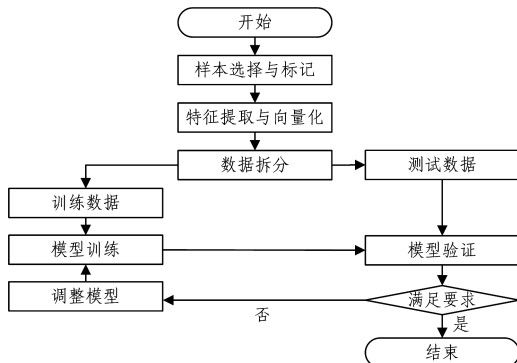 开始
样本选择与标记
特征提取与向量化
数据拆分
测试数据
训练数据
模型训练
模型验证
调整模型
满足要求
否
是
结束